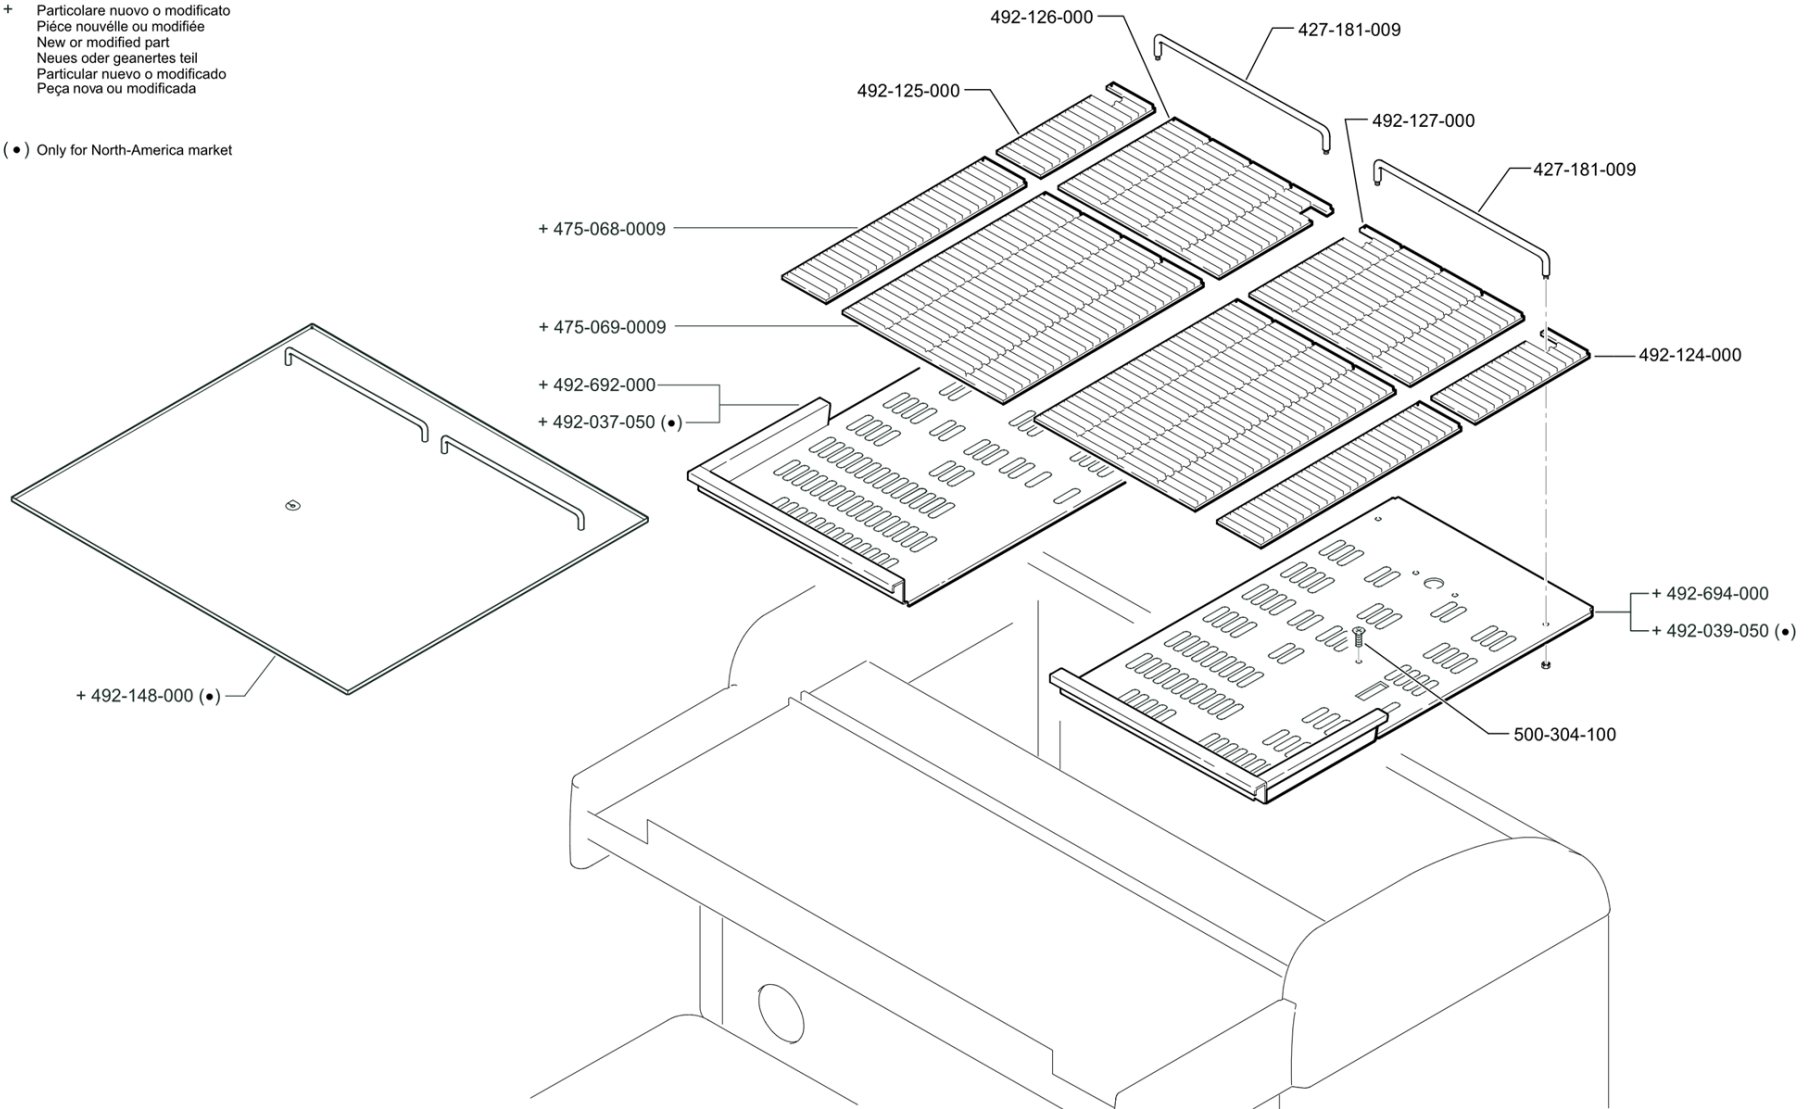 + Particolare nuovo o modificato
Piéce nouvélle ou modifiée
New or modified part
Neues oder geanertes teil
Particular nuevo o modificado
Peça nova ou modificada
(●) Only for North-America market
492-126-000
427-181-009
492-125-000
492-127-000
427-181-009
+ 475-068-0009
+ 475-069-0009
492-124-000
+ 492-692-000
+ 492-037-050 (●)
+ 492-694-000
+ 492-039-050 (●)
+ 492-148-000 (●)
500-304-100